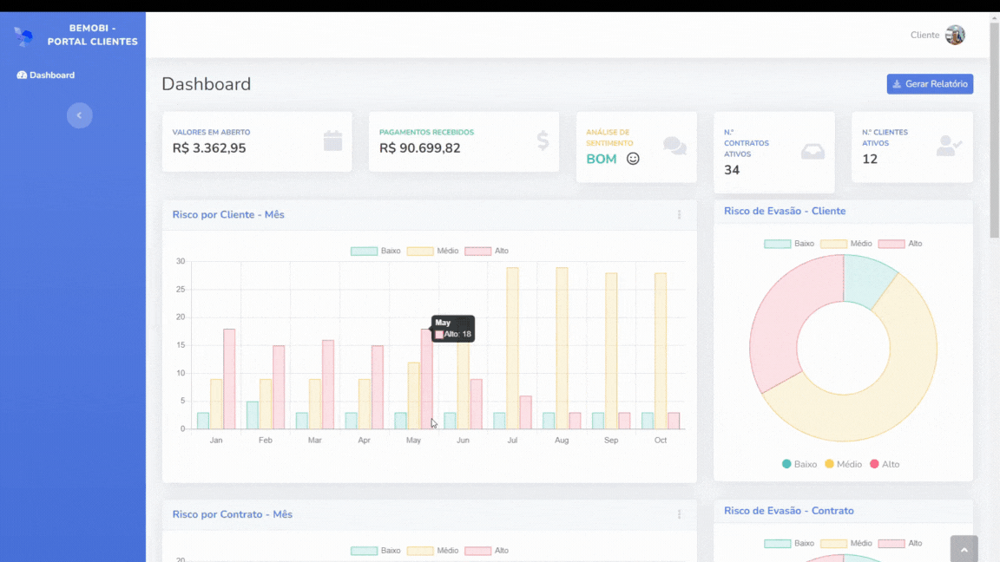 BEMOBI -
PORTAL CLIENTES
Cliente
Dashboard
Dashboard
Gerar Relatório
VALORES EM ABERTO
R$ 3.362,95
PAGAMENTOS RECEBIDOS
R$ 90.699,82
ANÁLISE DE
SENTIMENTO
BOM
N.º
CONTRATOS
ATIVOS
34
N.º CLIENTES
ATIVOS
12
Risco por Cliente - Mês
Baixo Médio Alto
30
25
20
15
10
5
0
May
Alto: 18
Jan Feb Mar Apr May Jun Jul Aug Sep Oct
Risco de Evasão - Cliente
Baixo Médio Alto
Baixo Médio Alto
Risco por Contrato - Mês
Baixo Médio Alto
20
Risco de Evasão - Contrato
Baixo Médio Alto